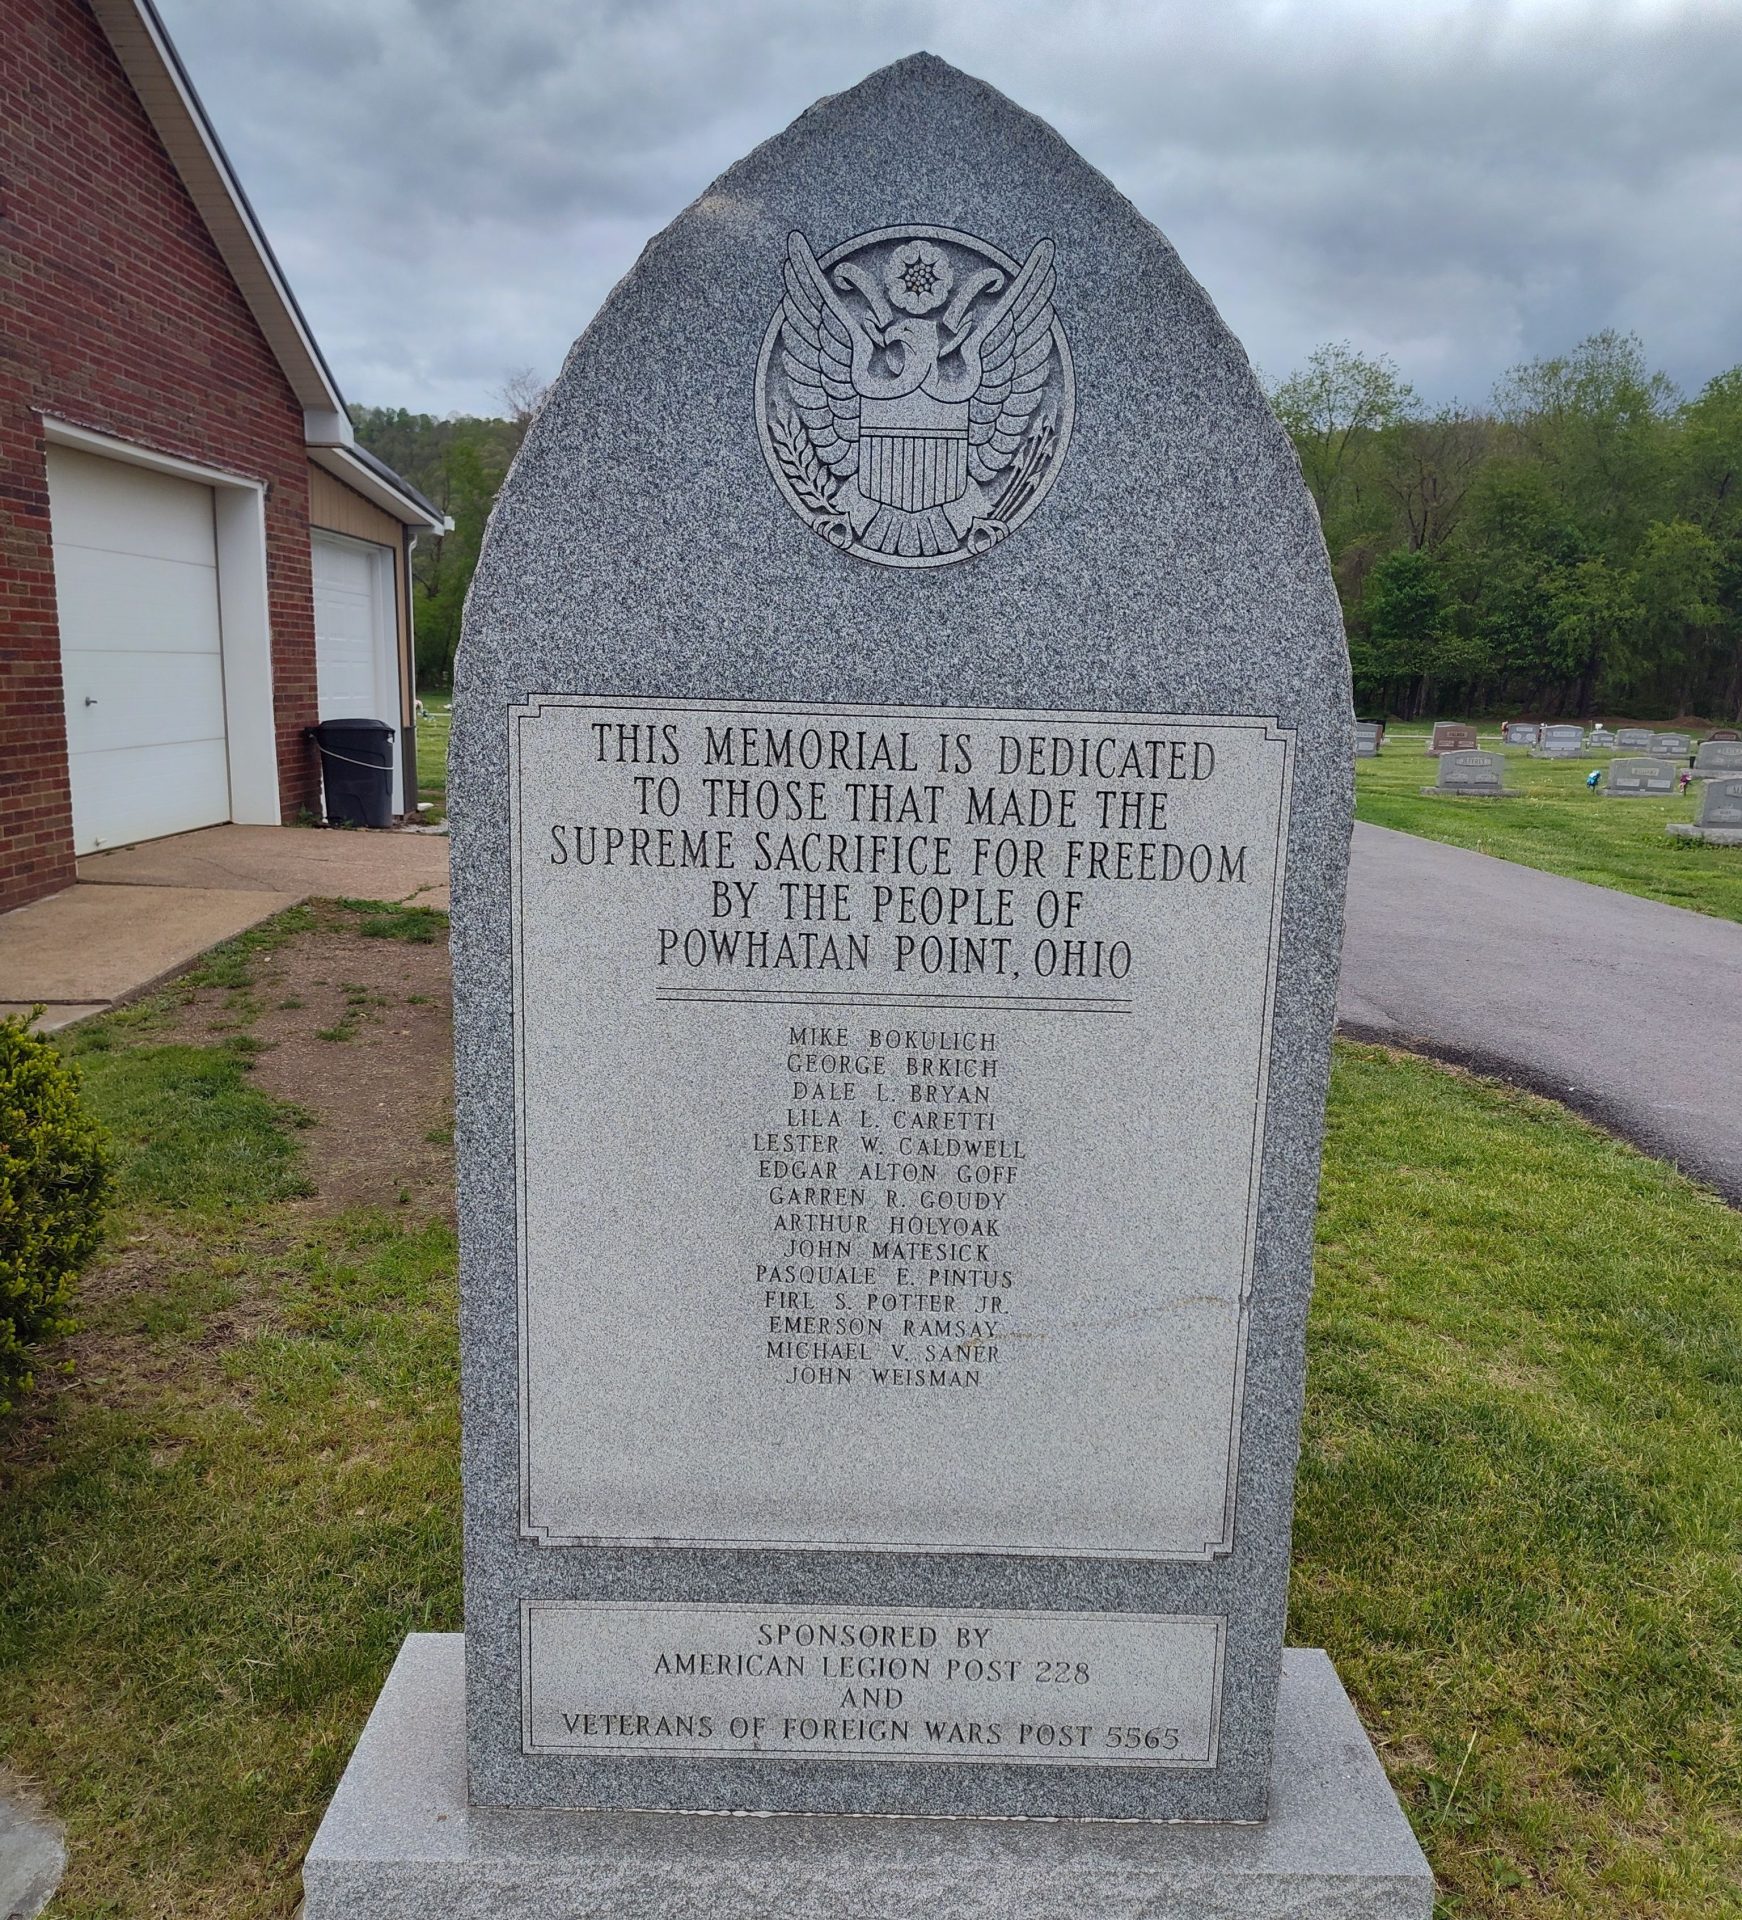 THIS MEMORIAL IS DEDICATED
TO THOSE THAT MADE THE
SUPREME SACRIFICE FOR FREEDOM
BY THE PEOPLE OF
POWHATAN POINT, OHIO
MIKE BOKULICH
GEORGE BRKICH
DALE L. BRYAN
LILA L. CARETTI
LESTER W. CALDWELL
EDGAR ALTON GOFF
GARREN R. GOUDY
ARTHUR HOLYOAK
JOHN MATESICK
PASQUALE E. PINTUS
FIRL S. POTTER JR.
EMERSON RAMSAY
MICHAEL V. SANER
JOHN WEISMAN
SPONSORED BY
AMERICAN LEGION POST 228
AND
VETERANS OF FOREIGN WARS POST 5565